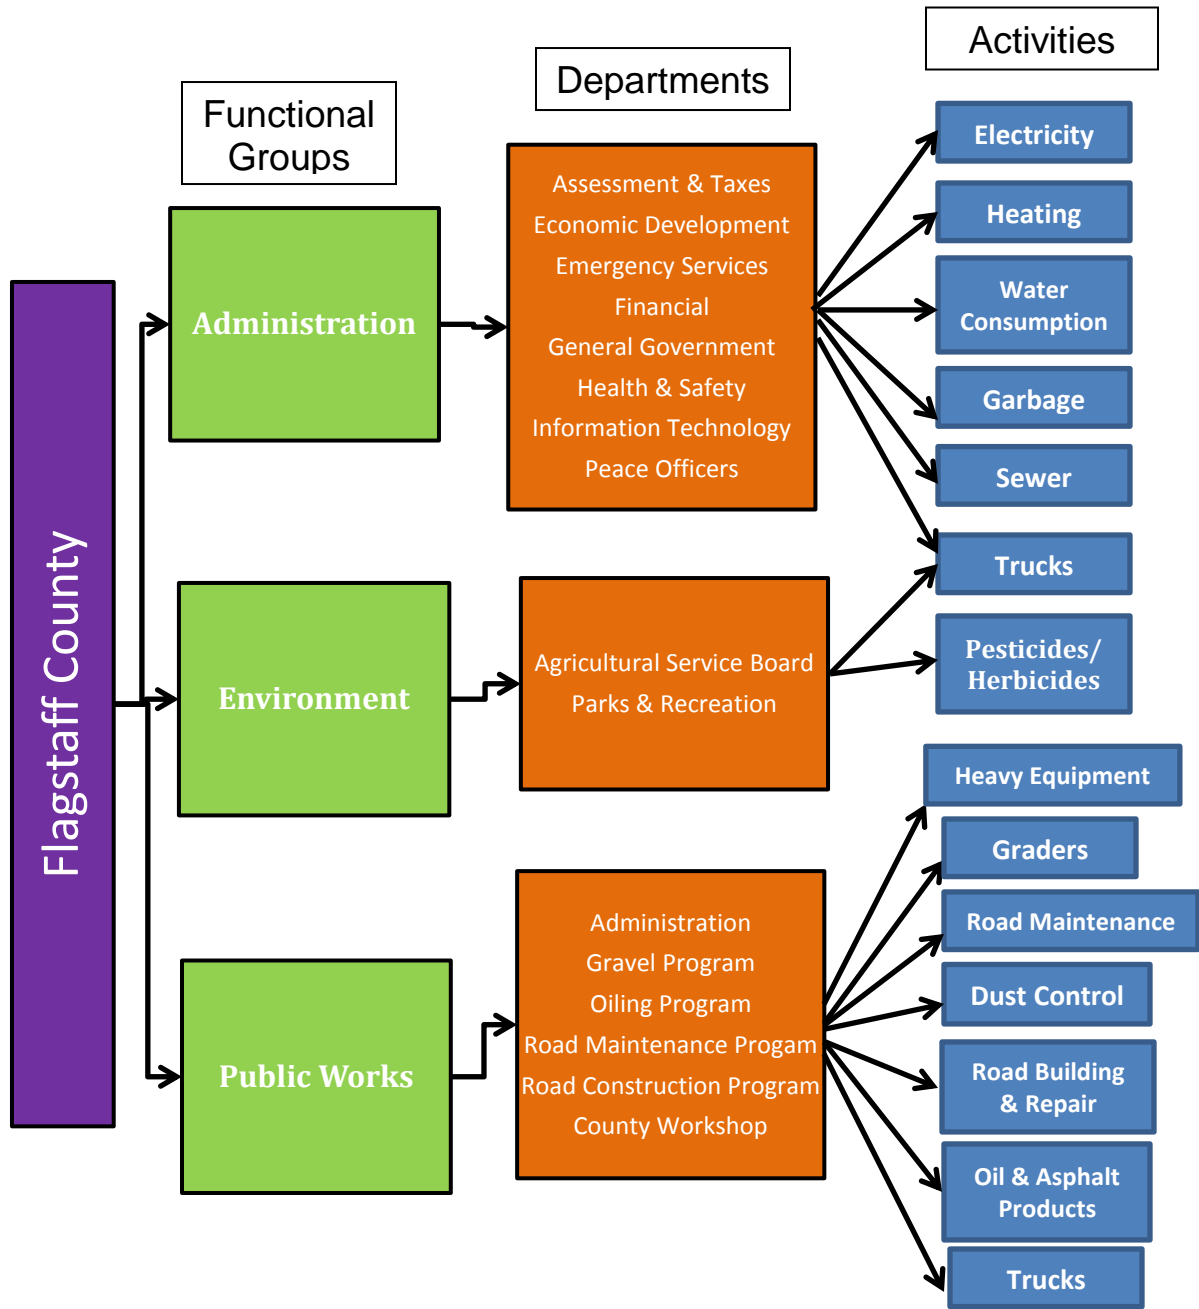 Activities
Departments
Functional
Groups
Flagstaff County
Administration
Assessment & Taxes
Economic Development
Emergency Services
Financial
General Government
Health & Safety
Information Technology
Peace Officers
Electricity
Heating
Water
Consumption
Garbage
Sewer
Trucks
Environment
Agricultural Service Board
Parks & Recreation
Pesticides/
Herbicides
Public Works
Administration
Gravel Program
Oiling Program
Road Maintenance Progam
Road Construction Program
County Workshop
Heavy Equipment
Graders
Road Maintenance
Dust Control
Road Building
& Repair
Oil & Asphalt
Products
Trucks